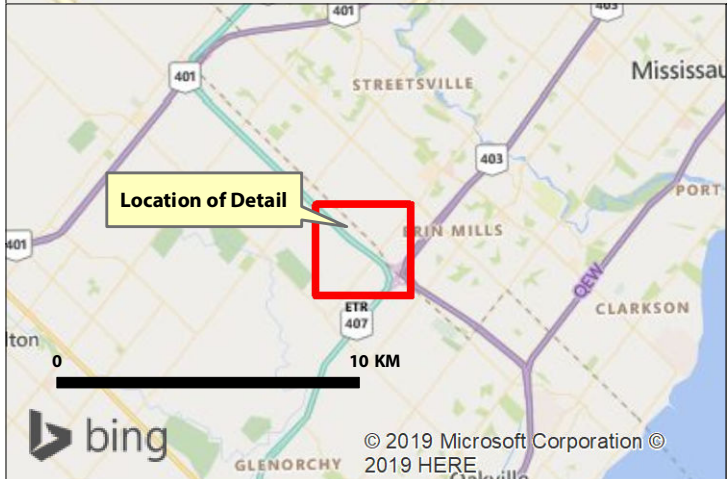 401
403
401
Mississau
STREETSVILLE
403
Location of Detail
PORT
ERIN MILLS
401
QEW
ETR
407
CLARKSON
lton
0 10 KM
bing
© 2019 Microsoft Corporation ©
2019 HERE
GLENORCHY
Oakville